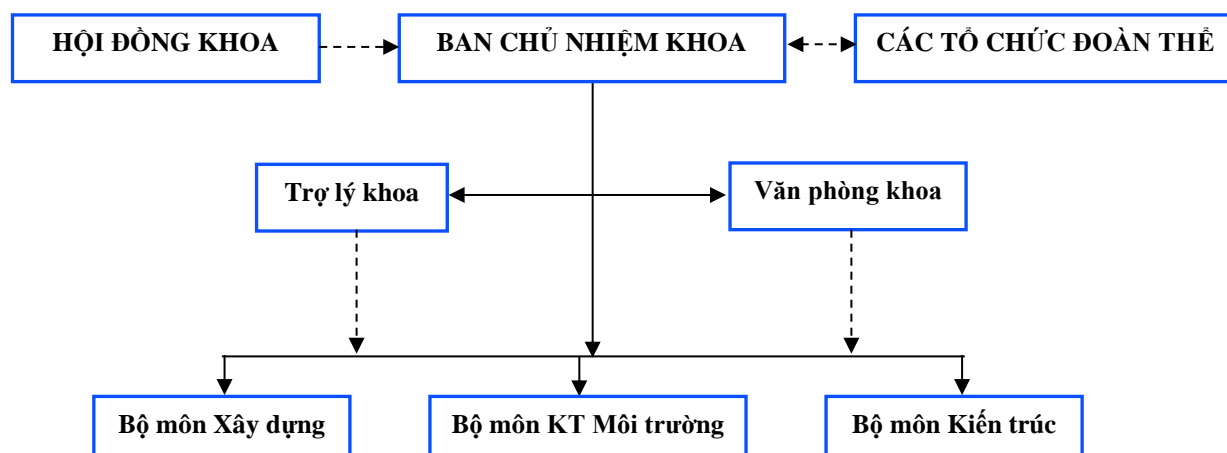 HỘI ĐỒNG KHOA
BAN CHỦ NHIỆM KHOA
CÁC TỔ CHỨC ĐOÀN THỂ
Trợ lý khoa
Văn phòng khoa
Bộ môn Xây dựng
Bộ môn KT Môi trường
Bộ môn Kiến trúc